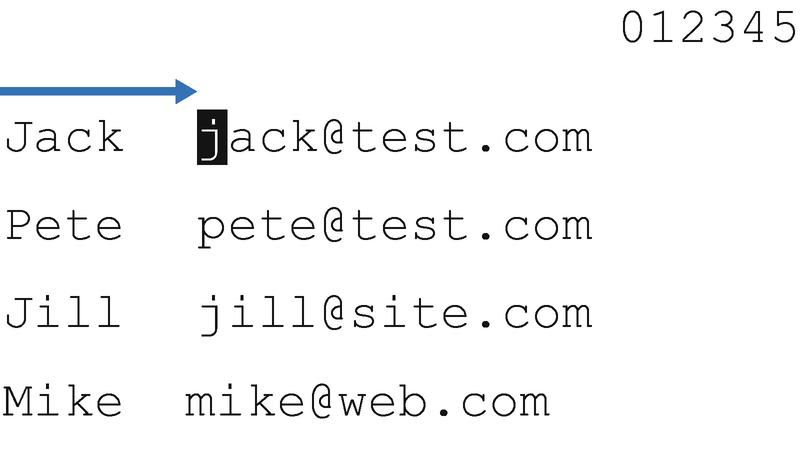 012345
Jack jack@test.com
Pete pete@test.com
Jill jill@site.com
Mike mike@web.com